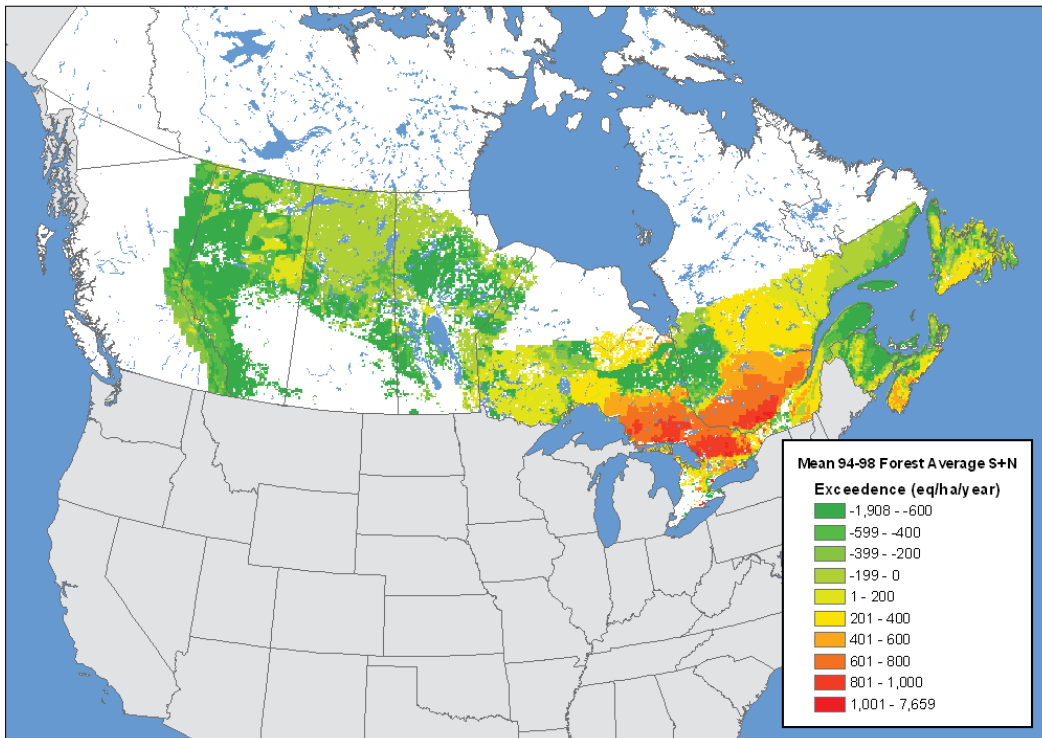 Mean 94-98 Forest Average S+N
Exceedence (eq/ha/year)
-1,908 - -600
-599 - -400
-399 - -200
-199 - 0
1 - 200
201 - 400
401 - 600
601 - 800
801 - 1,000
1,001 - 7,659